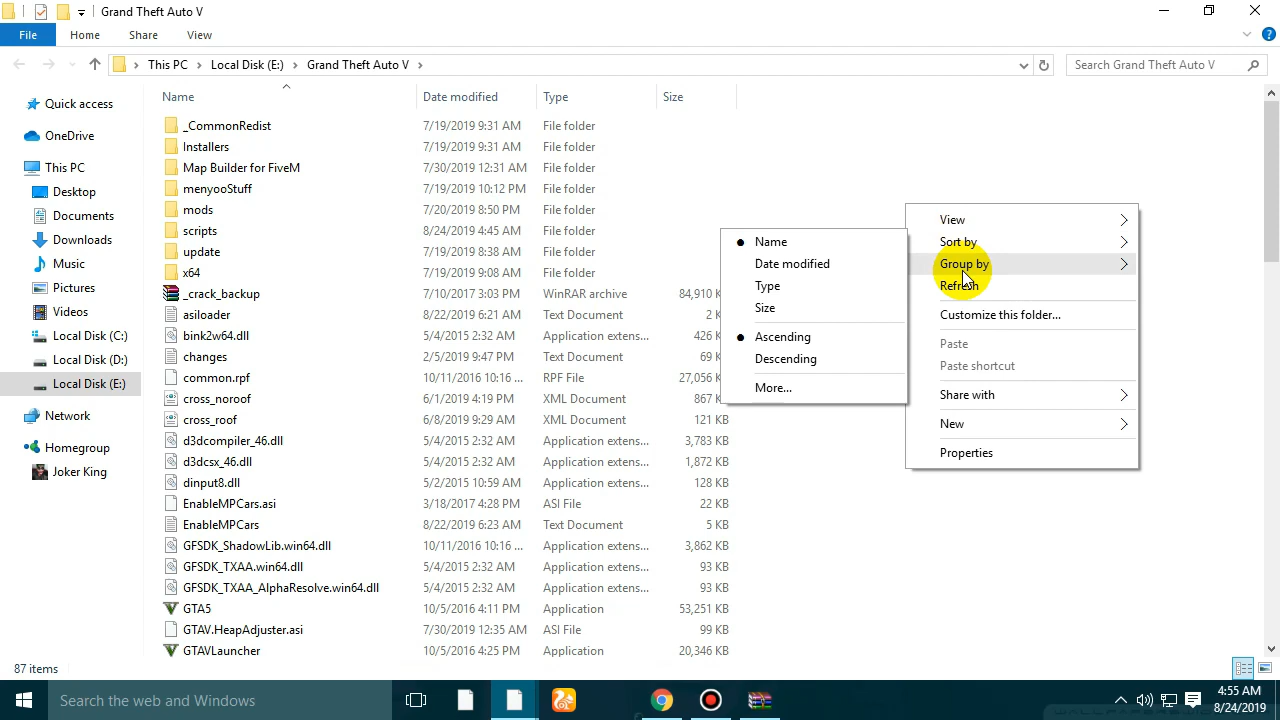 Grand Theft Auto V
File Home Share View
This PC Local Disk (E:) Grand Theft Auto V
Search Grand Theft Auto V
Quick access
OneDrive
This PC
Desktop
Documents
Downloads
Music
Pictures
Videos
Local Disk (C:)
Local Disk (D:)
Local Disk (E:)
Network
Homegroup
Joker King
Name Date modified Type Size
_CommonRedist 7/19/2019 9:31 AM File folder
Installers 7/19/2019 9:31 AM File folder
Map Builder for FiveM 7/30/2019 12:31 AM File folder
menyooStuff 7/19/2019 10:12 PM File folder
mods 7/20/2019 8:50 PM File folder
scripts 8/24/2019 4:45 AM File folder
update 7/19/2019 8:38 AM File folder
x64 7/19/2019 9:08 AM File folder
_crack_backup 7/10/2017 3:03 PM WinRAR archive 84,910 K
asiloader 8/22/2019 6:21 AM Text Document 2 K
bink2w64.dll 5/4/2015 2:32 AM Application extens... 426 K
changes 2/5/2019 9:47 PM Text Document 69 K
common.rpf 10/11/2016 10:16 ... RPF File 27,056 K
cross_noroof 6/1/2019 4:19 PM XML Document 867 K
cross_roof 6/8/2019 9:29 AM XML Document 121 KB
d3dcompiler_46.dll 5/4/2015 2:32 AM Application extens... 3,783 KB
d3dcsx_46.dll 5/4/2015 2:32 AM Application extens... 1,872 KB
dinput8.dll 5/2/2015 10:59 AM Application extens... 128 KB
EnableMPCars.asi 3/18/2017 4:28 PM ASI File 22 KB
EnableMPCars 8/22/2019 6:23 AM Text Document 5 KB
GFSDK_ShadowLib.win64.dll 10/11/2016 10:16 ... Application extens... 3,862 KB
GFSDK_TXAA.win64.dll 5/4/2015 2:32 AM Application extens... 93 KB
GFSDK_TXAA_AlphaResolve.win64.dll 5/4/2015 2:32 AM Application extens... 93 KB
GTA5 10/5/2016 4:11 PM Application 53,251 KB
GTAV.HeapAdjuster.asi 7/30/2019 12:35 AM ASI File 99 KB
GTAVLauncher 10/5/2016 4:25 PM Application 20,346 KB
Name
Date modified
Type
Size
Ascending
Descending
More...
View
Sort by
Group by
Refresh
Customize this folder...
Paste
Paste shortcut
Share with
New
Properties
87 items
Search the web and Windows
4:55 AM
8/24/2019